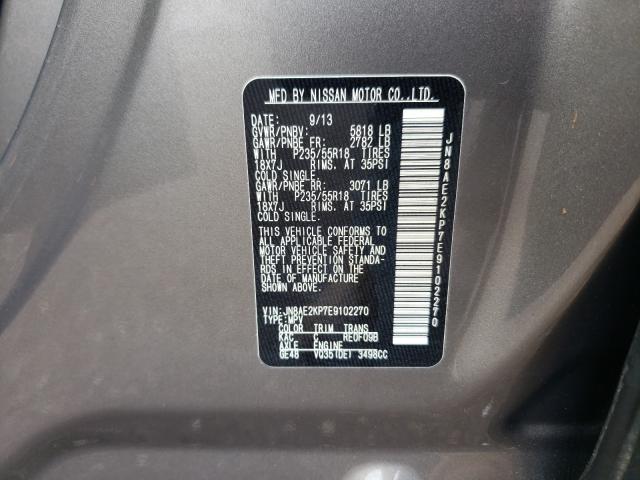 MFD BY NISSAN MOTOR CO.,LTD.
DATE: 9/13
GVWR/PNBV: 5818 LB
GAWR/PNBE FR: 2782 LB
WITH P235/55R18 TIRES
18X7J RIMS. AT 35PSI
COLD SINGLE.
GAWR/PNBE RR: 3071 LB
WITH P235/55R18 TIRES
18X7J RIMS. AT 35PSI
COLD SINGLE.
THIS VEHICLE CONFORMS TO
ALL APPLICABLE FEDERAL
MOTOR VEHICLE SAFETY AND
THEFT PREVENTION STANDA-
RDS IN EFFECT ON THE
DATE OF MANUFACTURE
SHOWN ABOVE.
VIN:JN8AE2KP7E9102270
TYPE:MPV
COLOR TRIM TRANS
KAC C RE0F09B
AXLE ENGINE
GE48 VQ35(DE) 3498CC
JN8AE2KP7E9102270